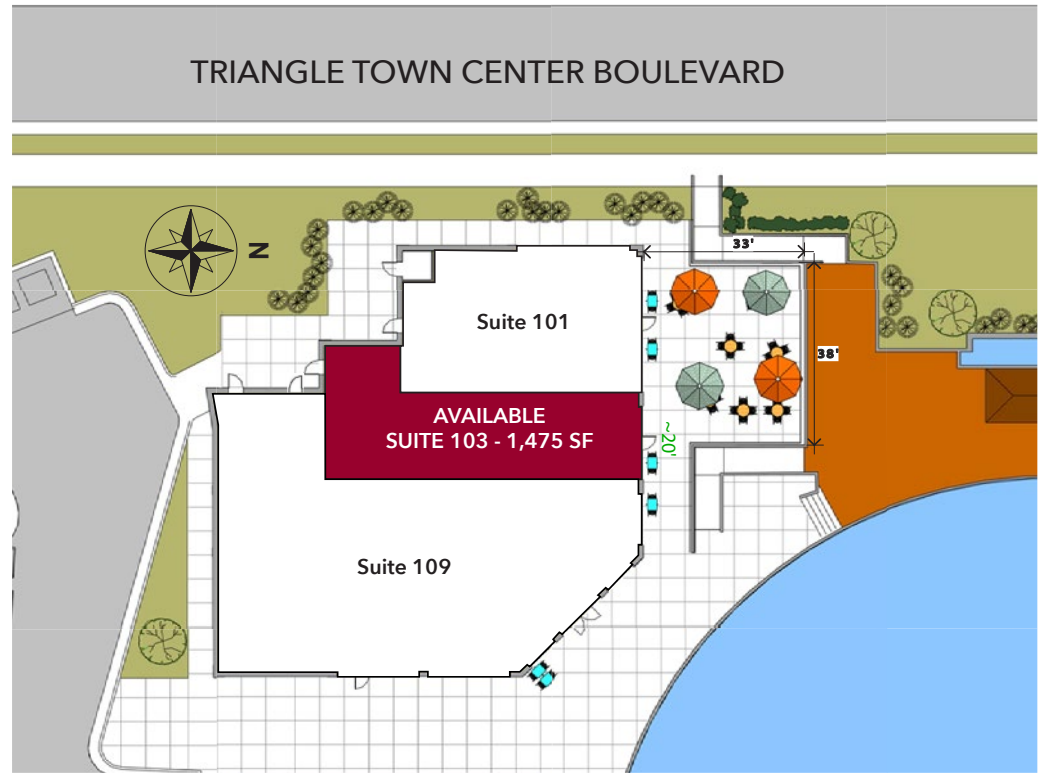 TRIANGLE TOWN CENTER BOULEVARD
N
33'
Suite 101
38'
AVAILABLE
SUITE 103 - 1,475 SF
~20'
Suite 109